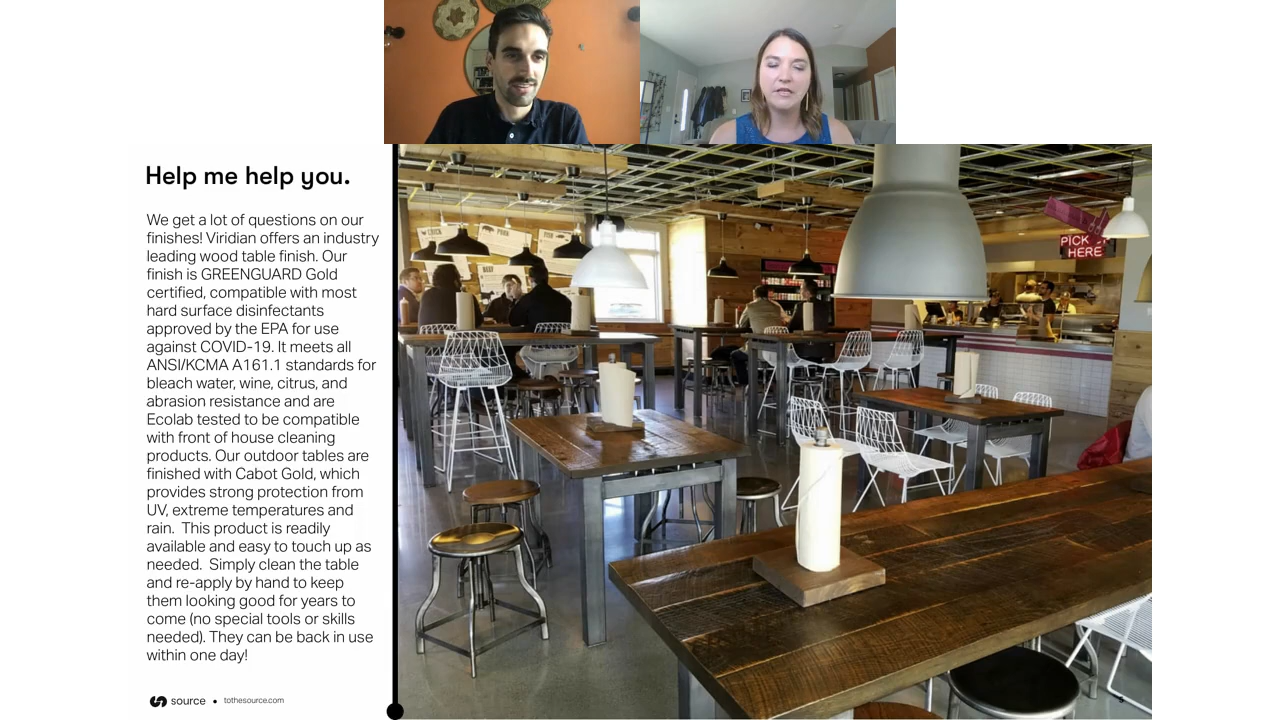 Help me help you.
We get a lot of questions on our
finishes! Viridian offers an industry
leading wood table finish. Our
finish is GREENGUARD Gold
certified, compatible with most
hard surface disinfectants
approved by the EPA for use
against COVID-19. It meets all
ANSI/KCMA A161.1 standards for
bleach water, wine, citrus, and
abrasion resistance and are
Ecolab tested to be compatible
with front of house cleaning
products. Our outdoor tables are
finished with Cabot Gold, which
provides strong protection from
UV, extreme temperatures and
rain.  This product is readily
available and easy to touch up as
needed.  Simply clean the table
and re-apply by hand to keep
them looking good for years to
come (no special tools or skills
needed). They can be back in use
within one day!
source • tothesource.com
PORK
BEEF
PICK UP
HERE